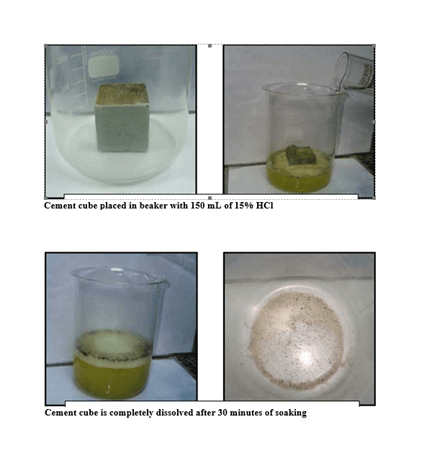 Cement cube placed in beaker with 150 mL of 15% HCl
Cement cube is completely dissolved after 30 minutes of soaking